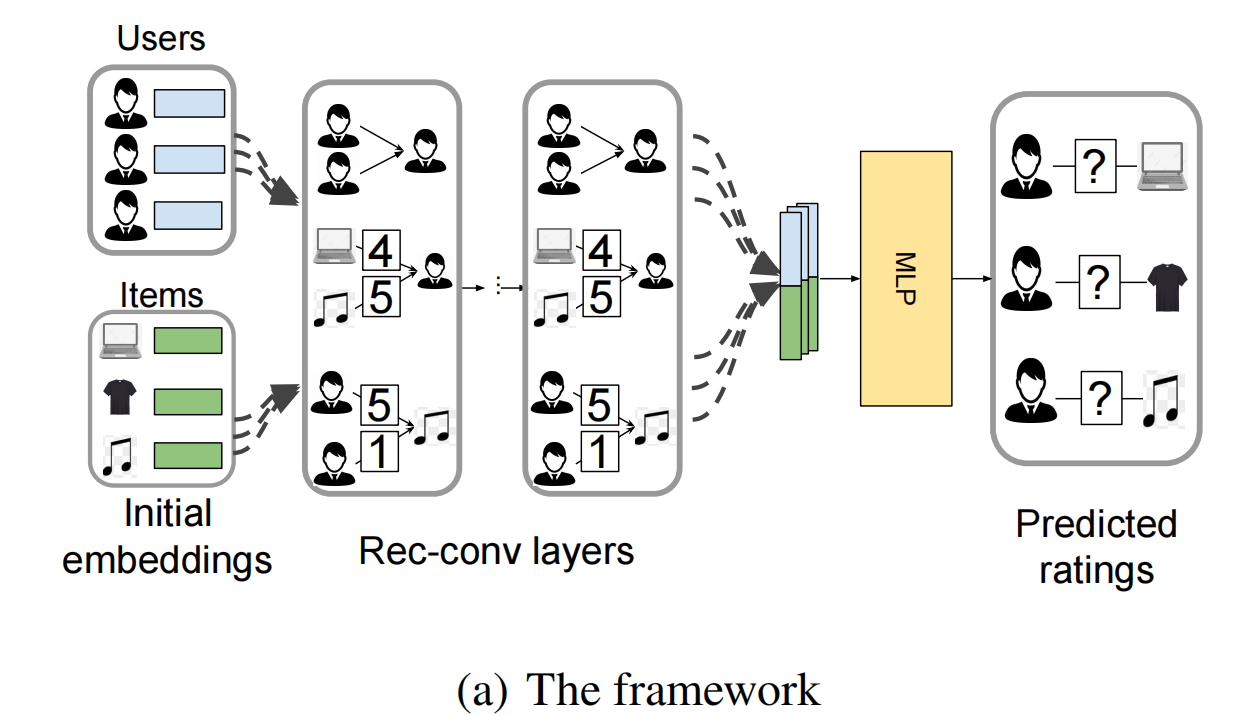 Users
Items
Initial
embeddings
4
5
5
1
Rec-conv layers
...
4
5
5
1
MLP
?
?
?
Predicted
ratings
(a) The framework